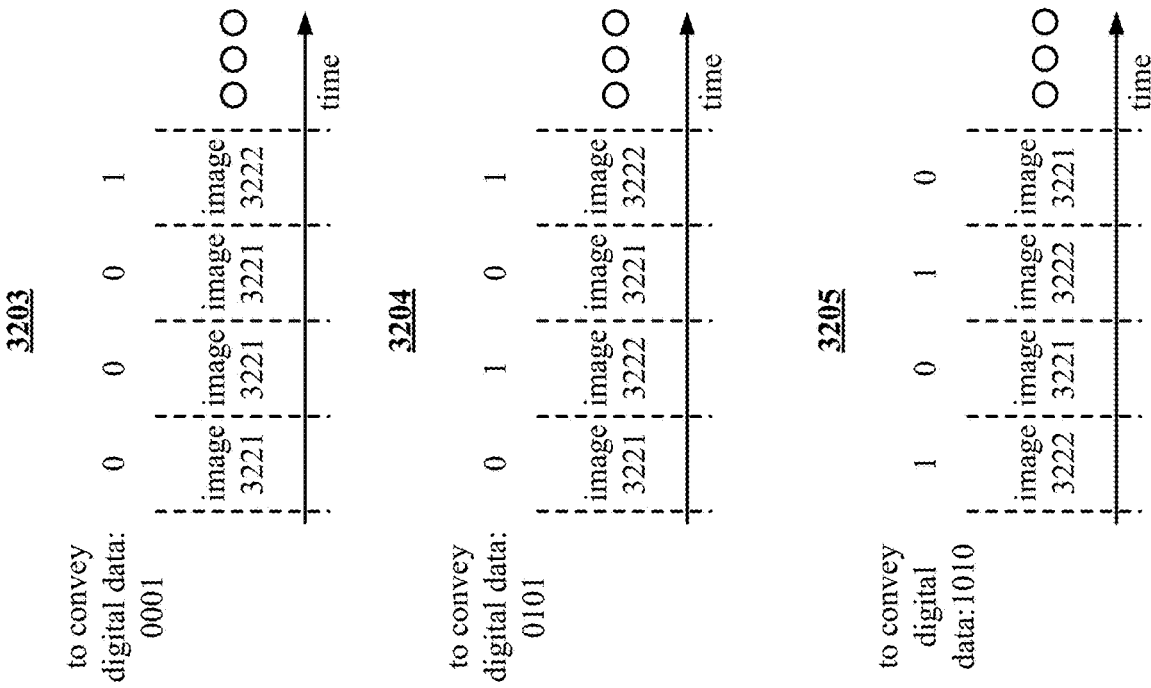 3203
to convey
digital data:
0001
0 0 0 1
image image image image
3221 3221 3221 3222
time
3204
to convey
digital data:
0101
0 1 0 1
image image image image
3221 3222 3221 3222
time
3205
to convey
digital
data:1010
1 0 1 0
image image image image
3222 3221 3222 3221
time